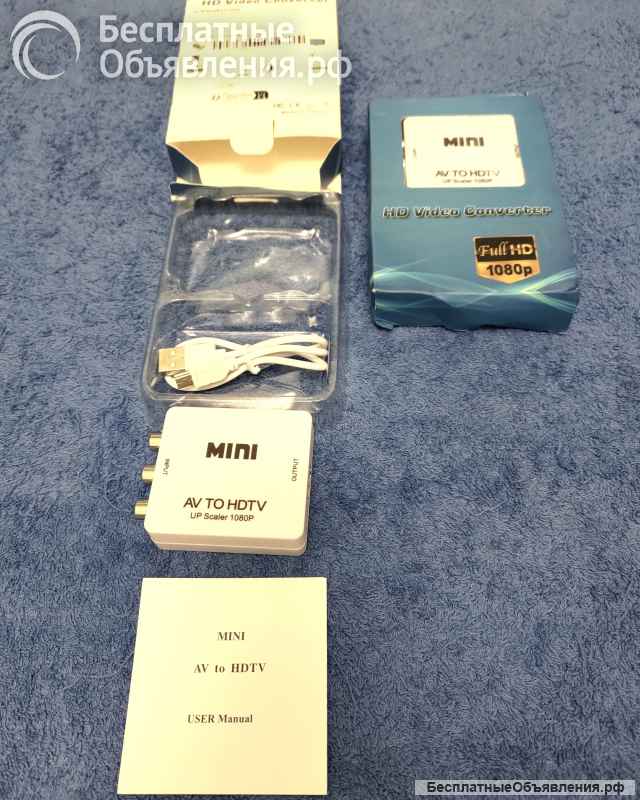 Бесплатные
Объявления.рф
HD Video Converter
MINI
AV TO HDTV
UP Scaler 1080P
HD Video Converter
Full HD
1080p
MINI
INPUT
OUTPUT
AV TO HDTV
UP Scaler 1080P
MINI
AV to HDTV
USER Manual
БесплатныеОбъявления.рф